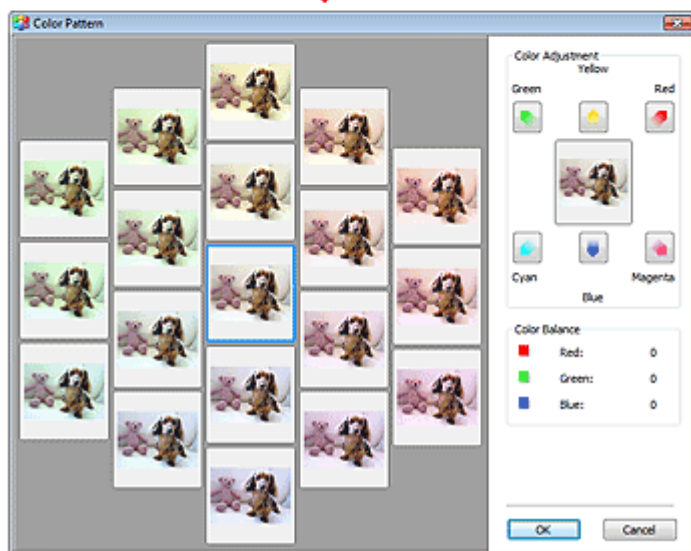 Color Pattern
Color Adjustment
Yellow
Green Red
Cyan Magenta
Blue
Color Balance
Red: 0
Green: 0
Blue: 0
OK Cancel